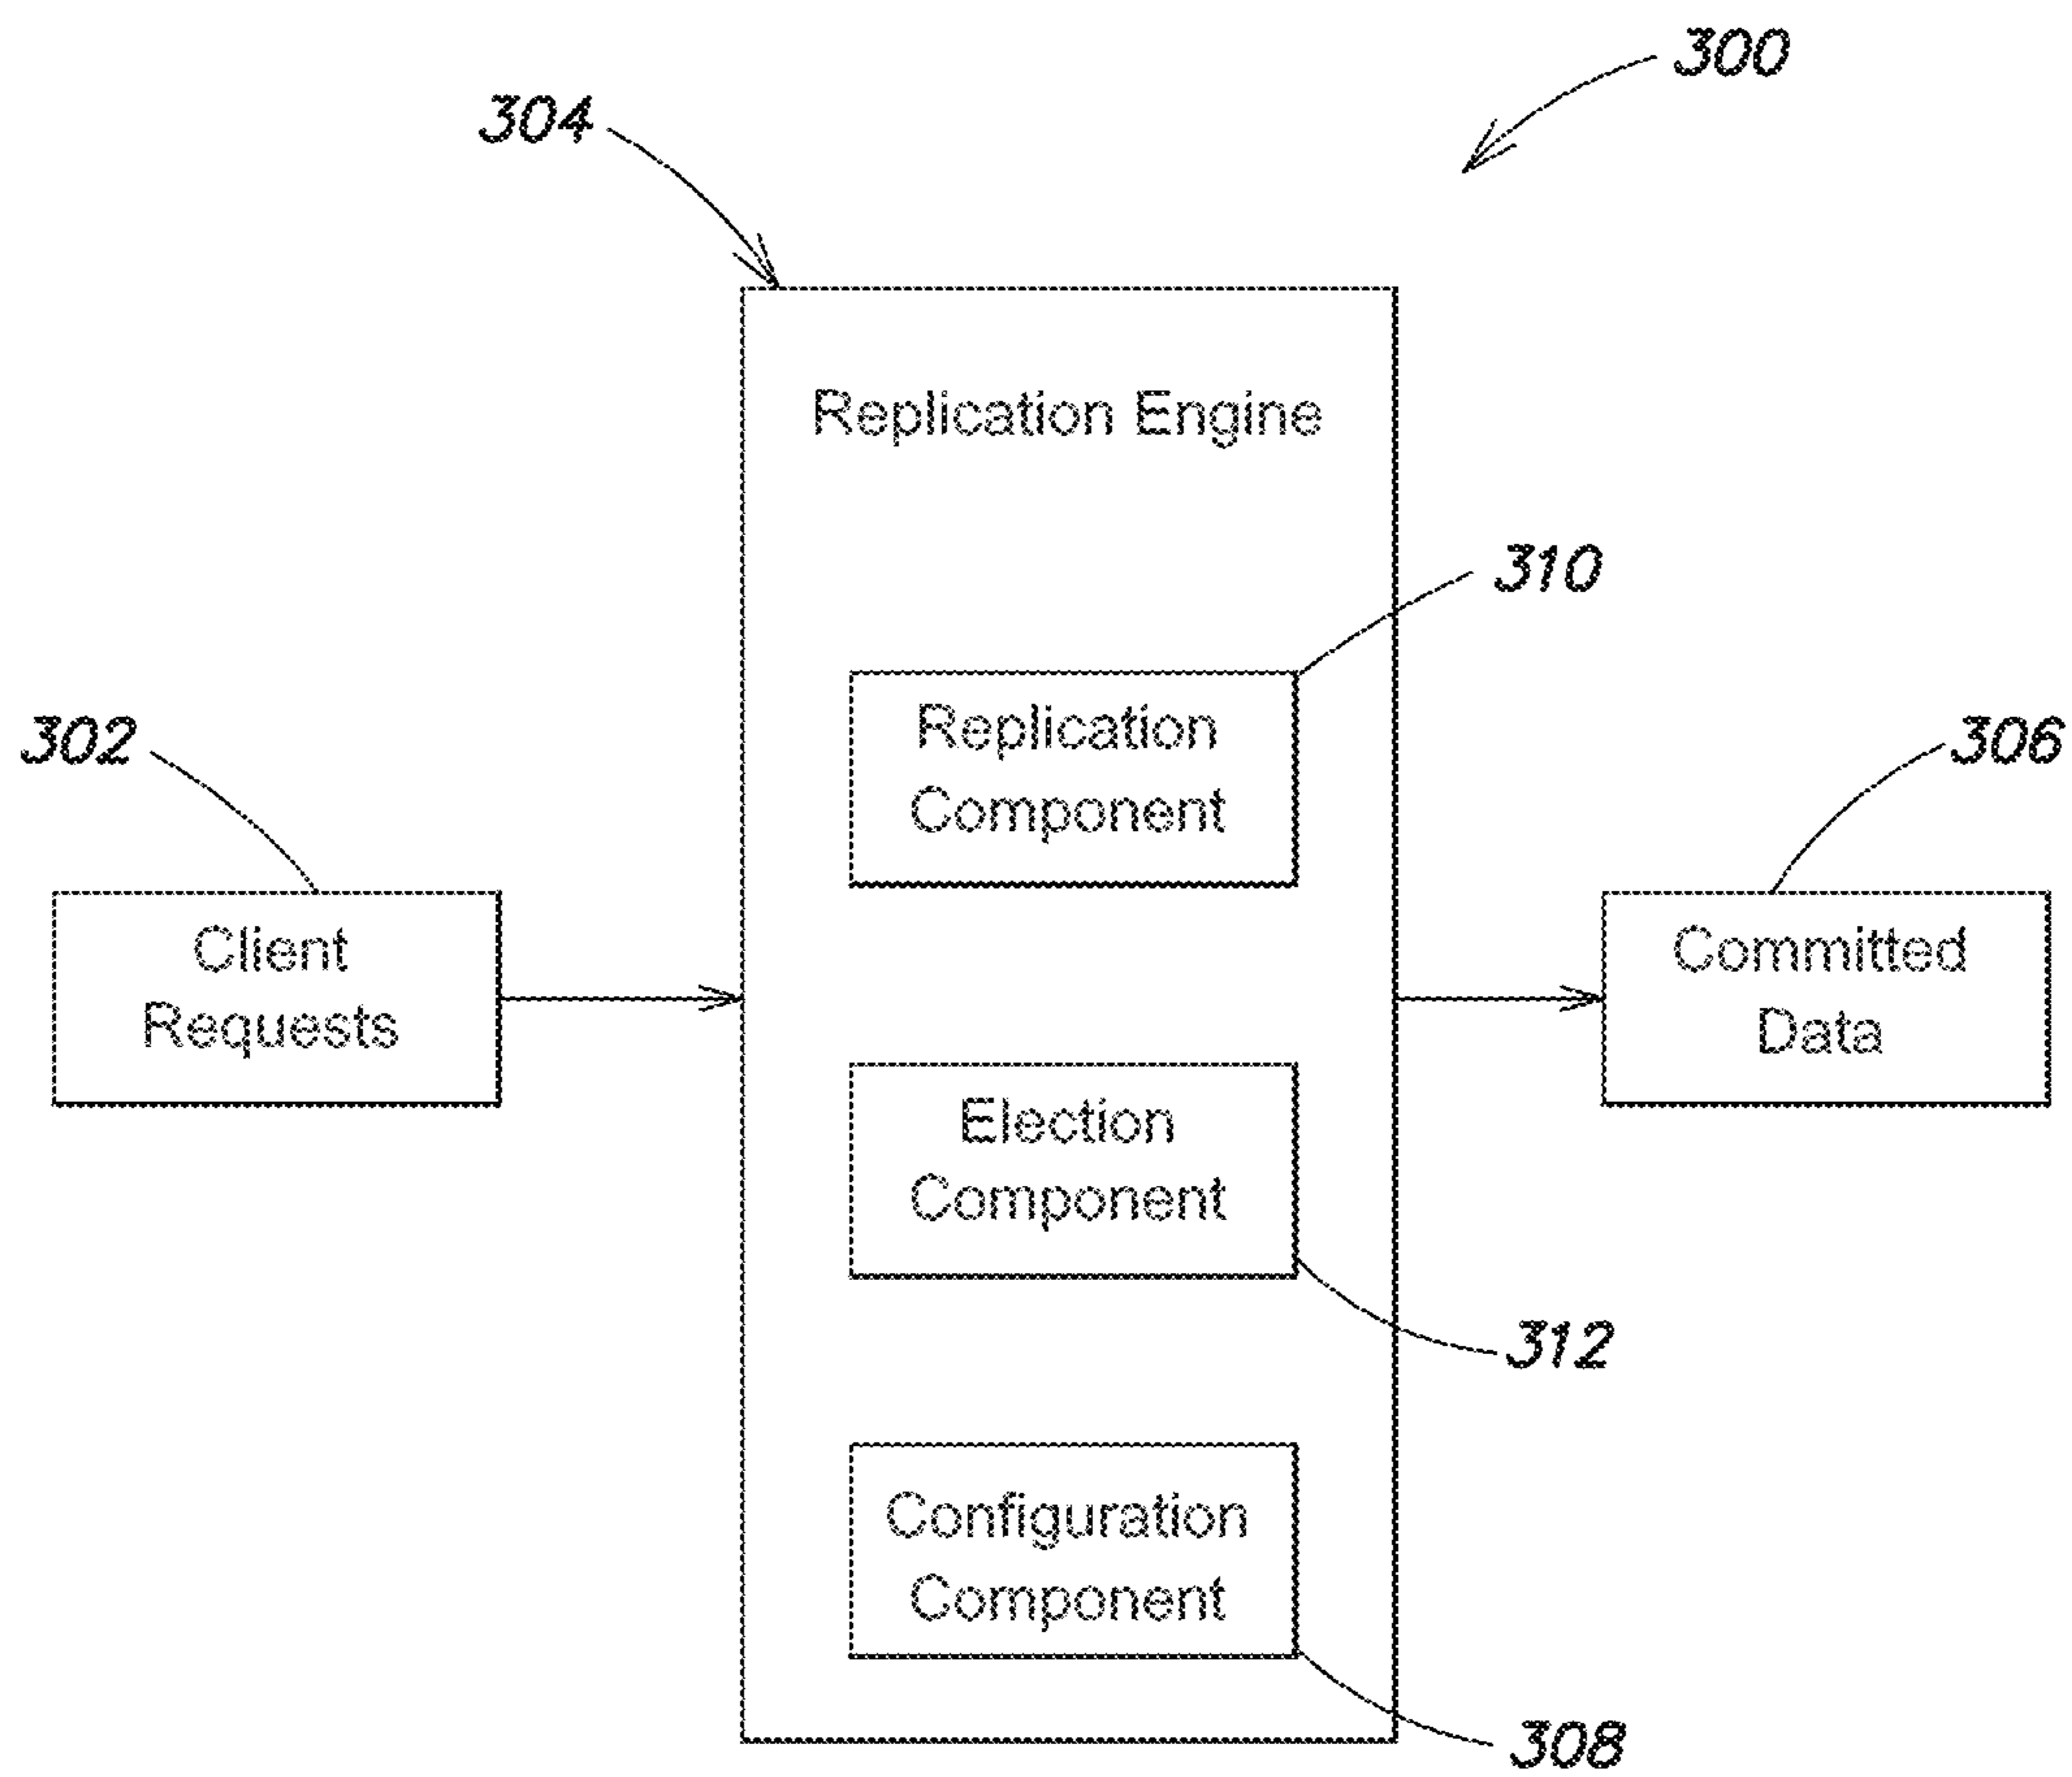 300
304
Replication Engine
310
Replication
Component
302
306
Client
Requests
Committed
Data
Election
Component
312
Configuration
Component
308